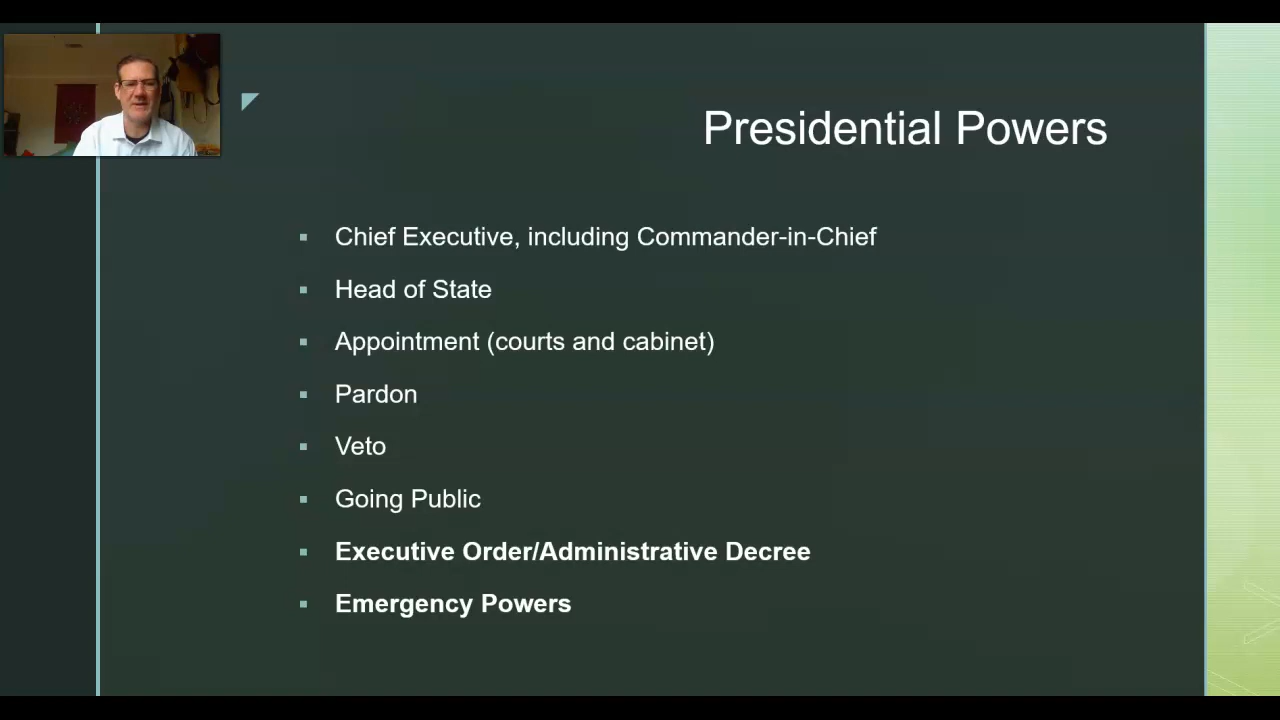 Presidential Powers
Chief Executive, including Commander-in-Chief
Head of State
Appointment (courts and cabinet)
Pardon
Veto
Going Public
Executive Order/Administrative Decree
Emergency Powers